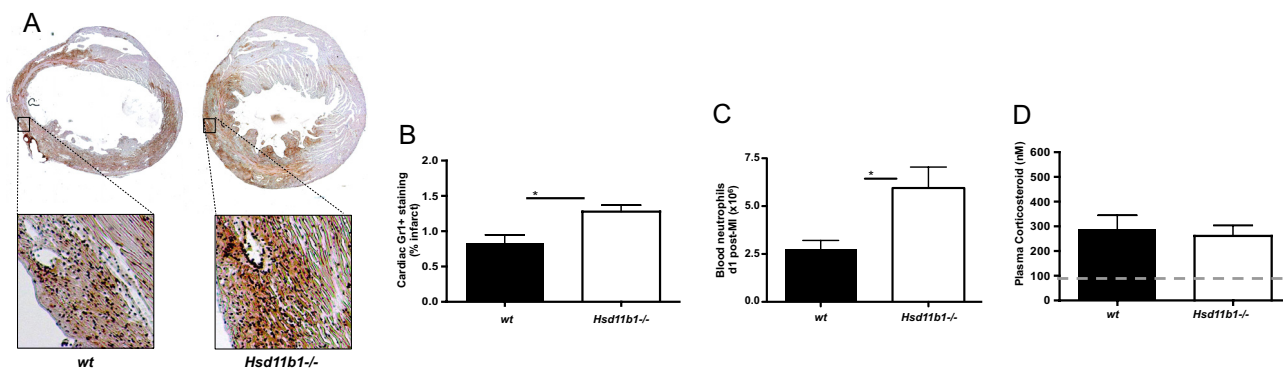 A
wt
Hsd11b1-/-
B
Cardiac Gr1+ staining
(% infarct)
2.0
1.5
1.0
0.5
0.0
*
wt
Hsd11b1-/-
C
Blood neutrophils
d1 post-MI (x10⁶)
7.5
5.0
2.5
0.0
*
wt
Hsd11b1-/-
D
Plasma Corticosteroid (nM)
600
500
400
300
200
100
0
wt
Hsd11b1-/-